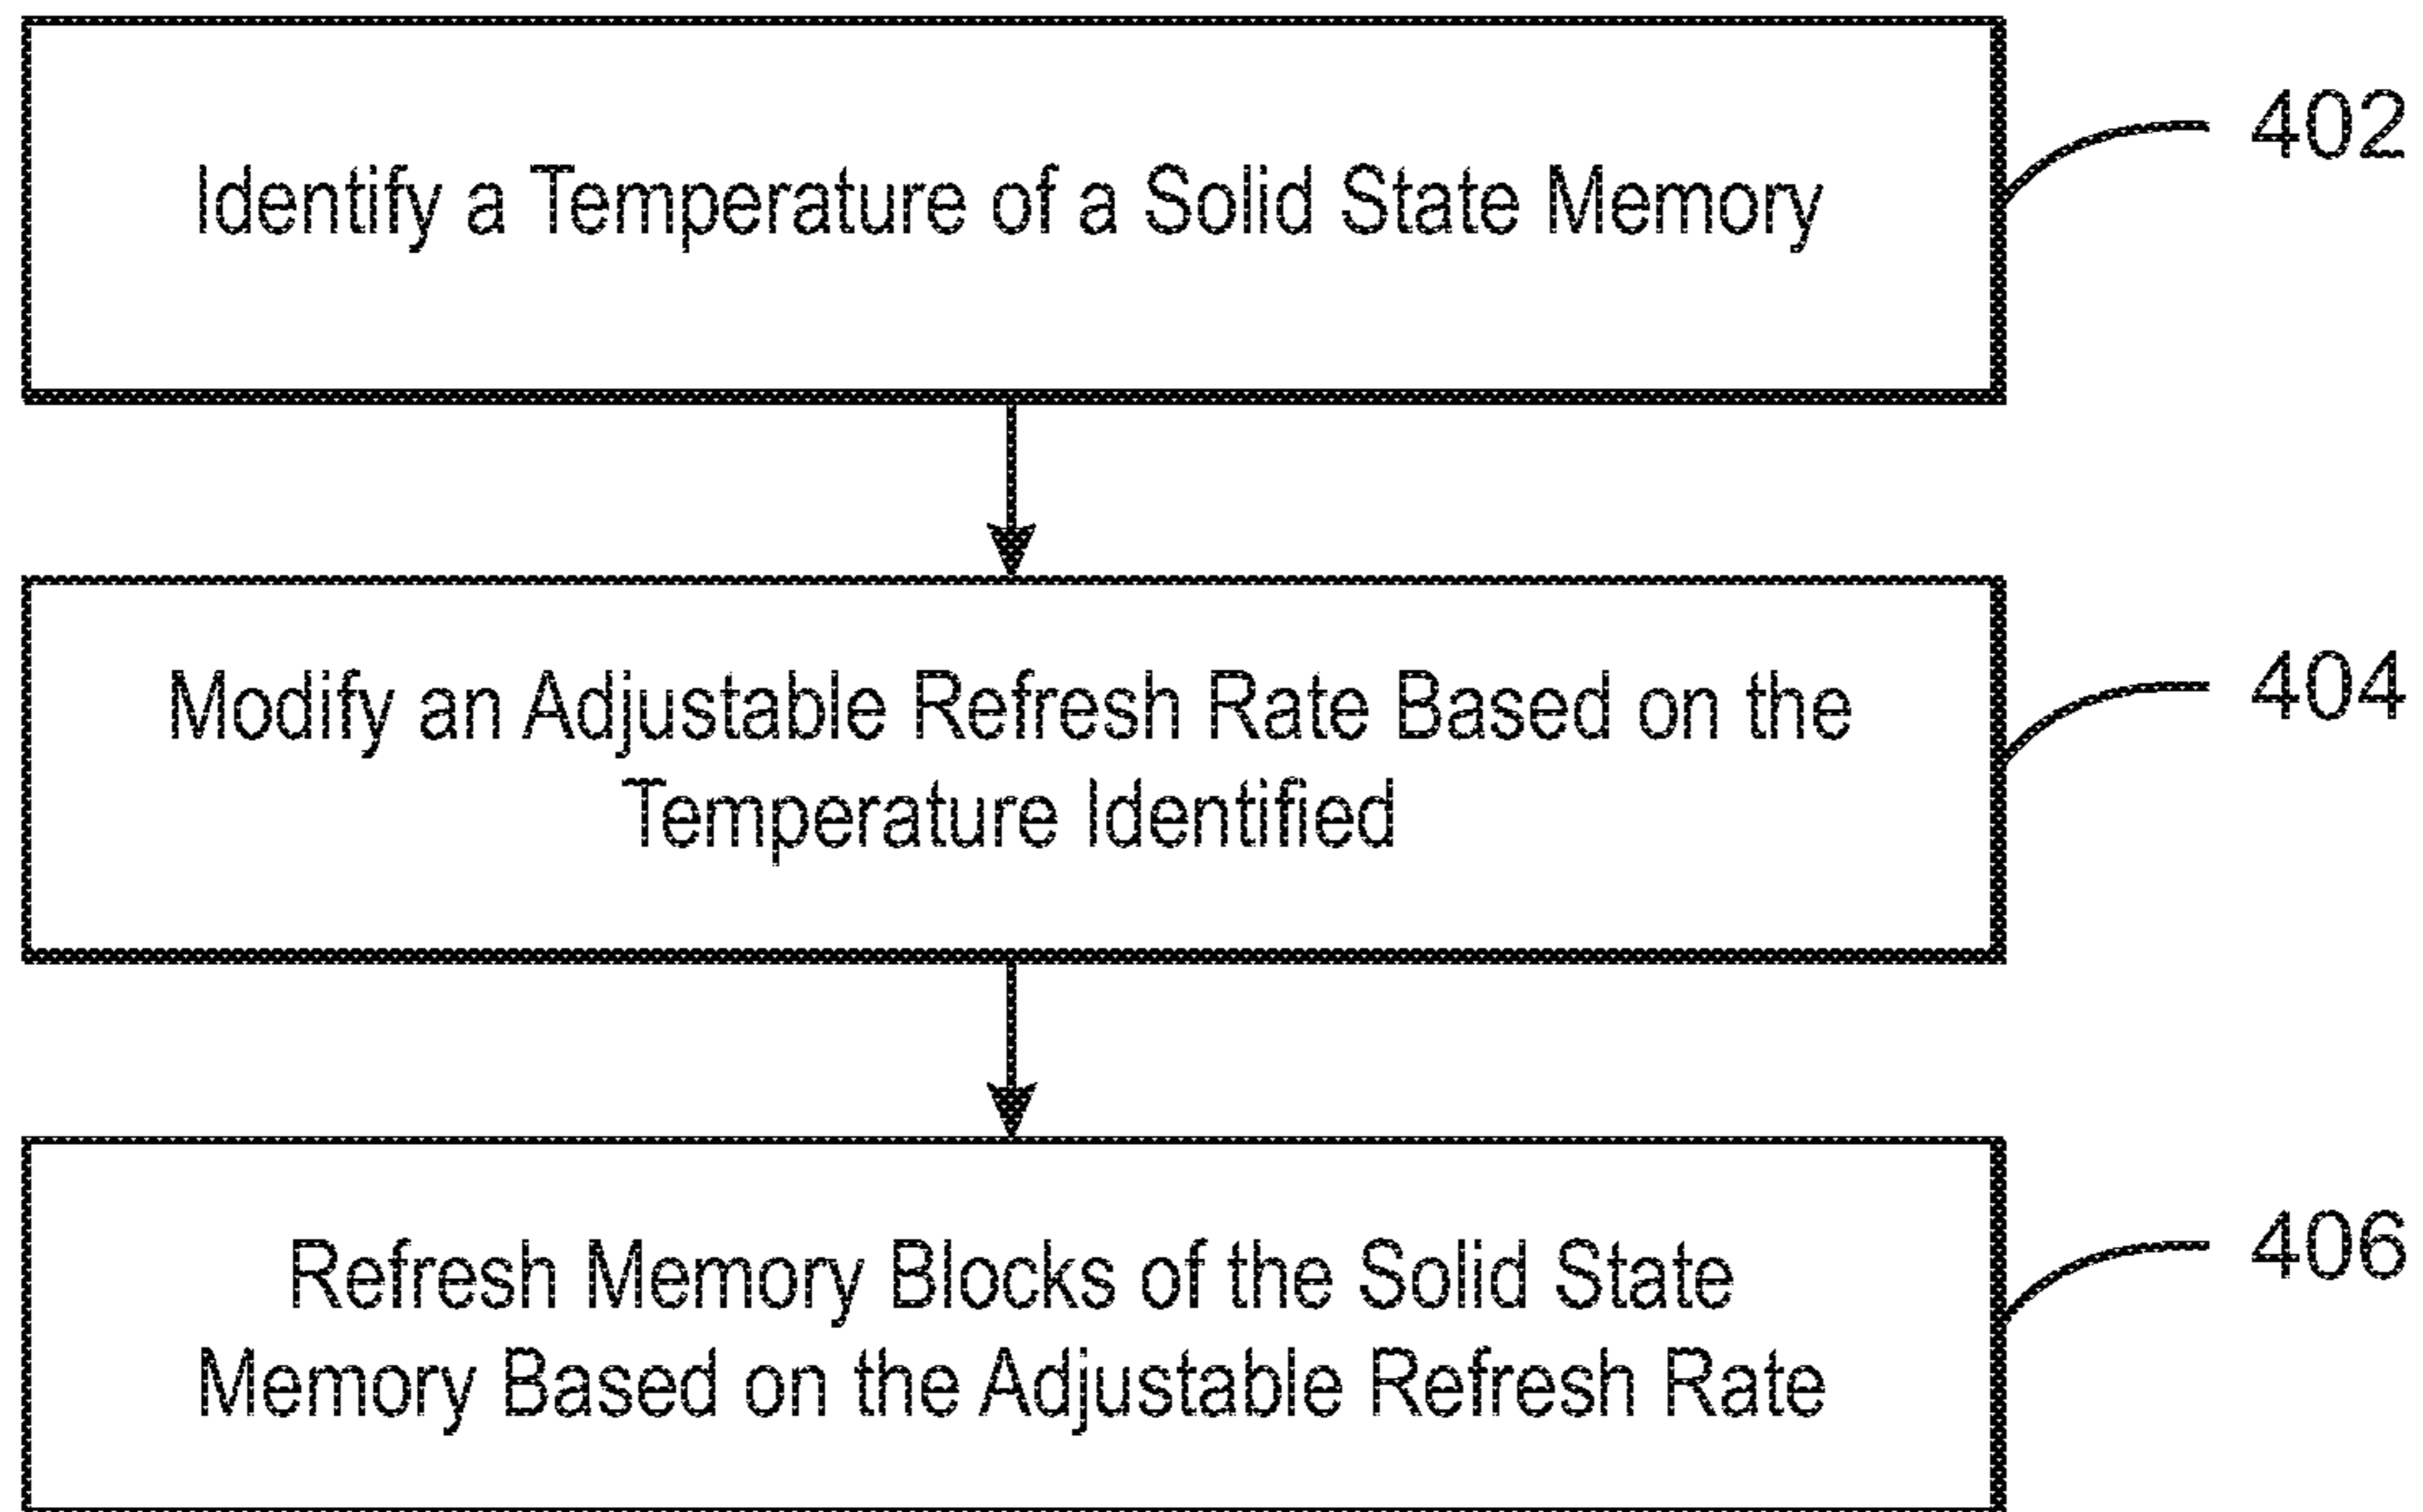 Identify a Temperature of a Solid State Memory
402
Modify an Adjustable Refresh Rate Based on the
Temperature Identified
404
Refresh Memory Blocks of the Solid State
Memory Based on the Adjustable Refresh Rate
406